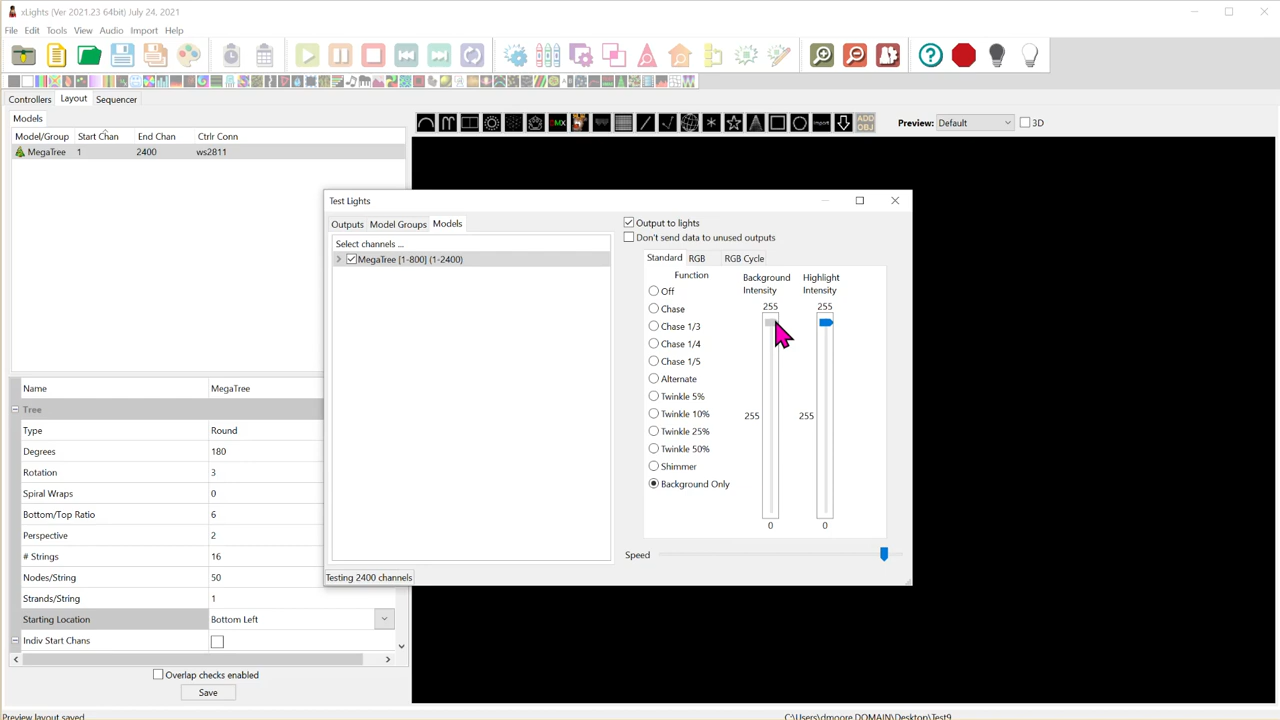 xLights (Ver 2021.23 64bit) July 24, 2021
File Edit Tools View Audio Import Help
Controllers Layout Sequencer
Models
Model/Group Start Chan End Chan Ctrlr Conn
MegaTree 1 2400 ws2811
DMX
import
ADD OBJ
Preview: Default 3D
Test Lights
Outputs Model Groups Models
Select channels ...
MegaTree [1-800] (1-2400)
Testing 2400 channels
Output to lights
Don't send data to unused outputs
Standard RGB RGB Cycle
Function
Off
Chase
Chase 1/3
Chase 1/4
Chase 1/5
Alternate
Twinkle 5%
Twinkle 10%
Twinkle 25%
Twinkle 50%
Shimmer
Background Only
Background Intensity
255
255
0
Highlight Intensity
255
255
0
Speed
Name MegaTree
Tree
Type Round
Degrees 180
Rotation 3
Spiral Wraps 0
Bottom/Top Ratio 6
Perspective 2
# Strings 16
Nodes/String 50
Strands/String 1
Starting Location Bottom Left
Indiv Start Chans
Overlap checks enabled
Save
Preview layout saved
C:\Users\dmoore.DOMAIN\Desktop\Test9